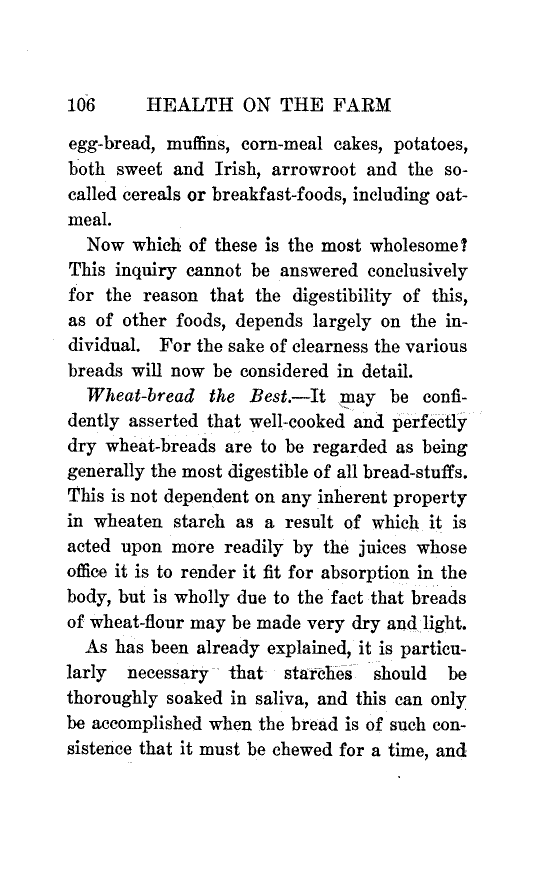 106 HEALTH ON THE FARM
egg-bread, muffins, corn-meal cakes, potatoes,
both sweet and Irish, arrowroot and the so-
called cereals or breakfast-foods, including oat-
meal.
Now which of these is the most wholesome?
This inquiry cannot be answered conclusively
for the reason that the digestibility of this,
as of other foods, depends largely on the in-
dividual. For the sake of clearness the various
breads will now be considered in detail.
Wheat-bread the Best.—It may be confi-
dently asserted that well-cooked and perfectly
dry wheat-breads are to be regarded as being
generally the most digestible of all bread-stuffs.
This is not dependent on any inherent property
in wheaten starch as a result of which it is
acted upon more readily by the juices whose
office it is to render it fit for absorption in the
body, but is wholly due to the fact that breads
of wheat-flour may be made very dry and light.
As has been already explained, it is particu-
larly necessary that starches should be
thoroughly soaked in saliva, and this can only
be accomplished when the bread is of such con-
sistence that it must be chewed for a time, and